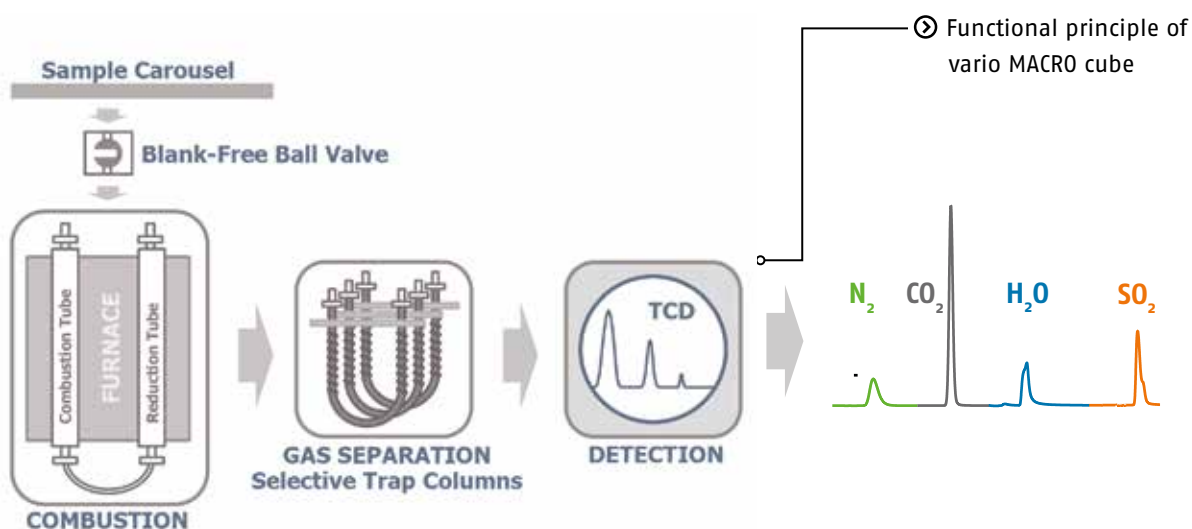 Functional principle of
vario MACRO cube
Sample Carousel
Blank-Free Ball Valve
Combustion Tube
FURNACE
Reduction Tube
COMBUSTION
GAS SEPARATION
Selective Trap Columns
TCD
DETECTION
N₂ CO₂ H₂O SO₂